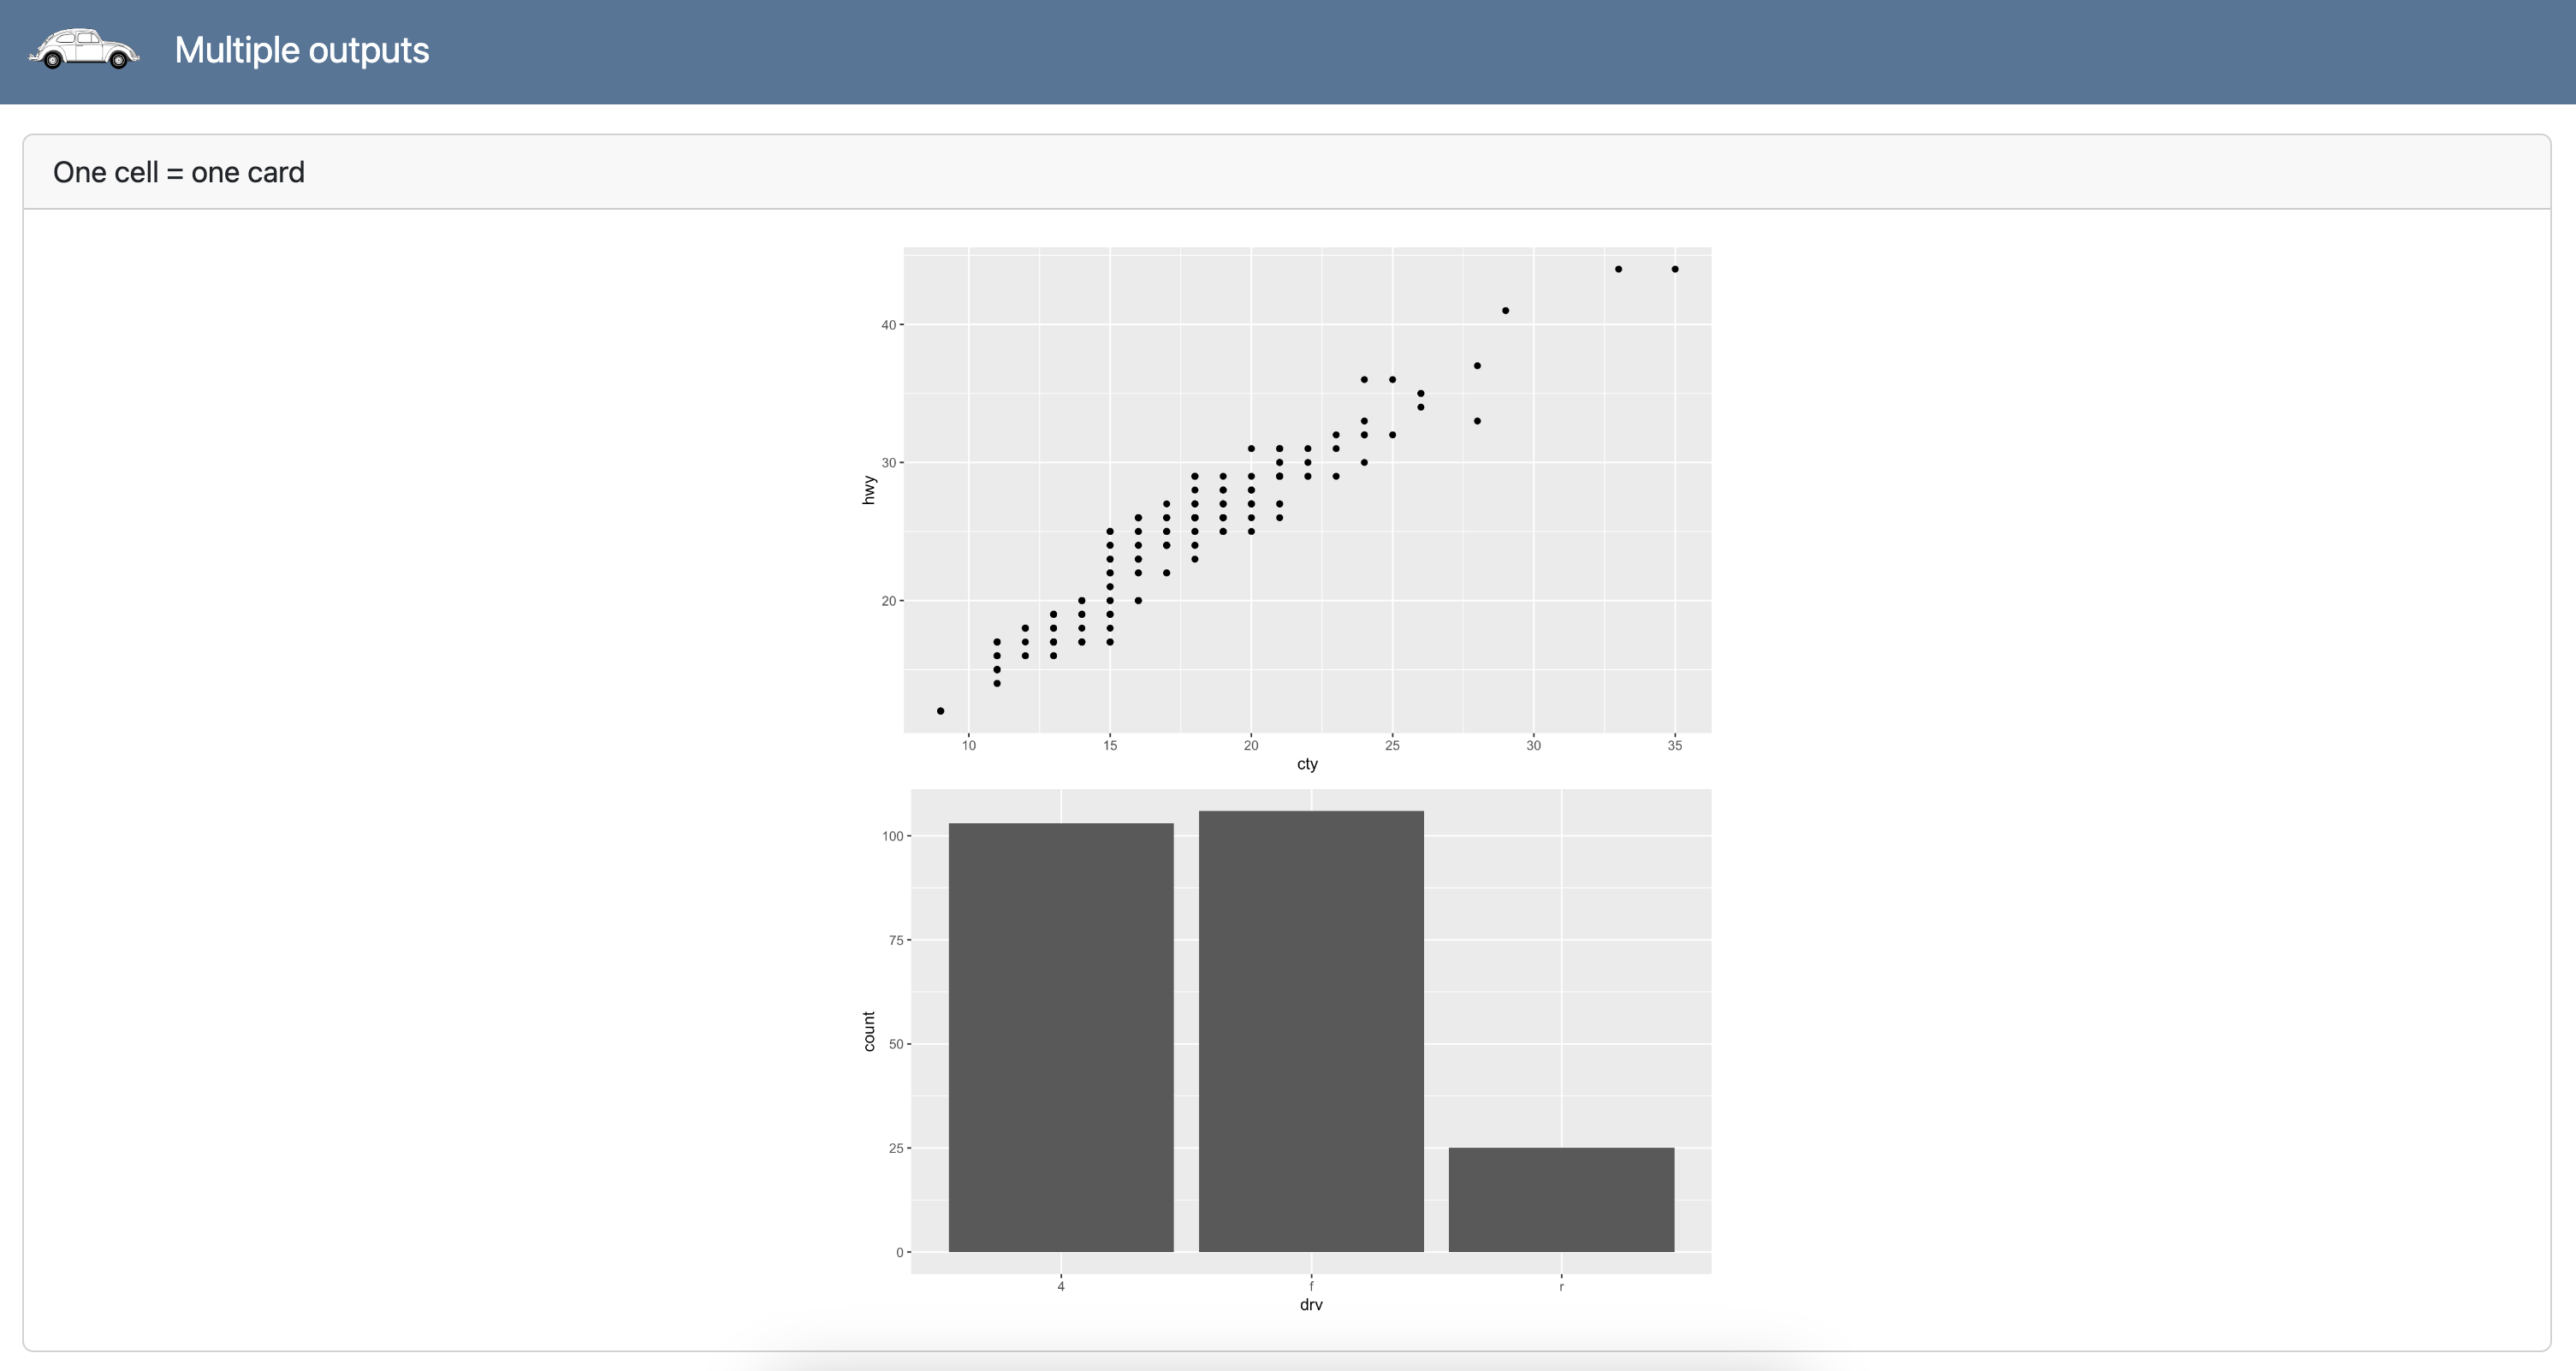 Multiple outputs
One cell = one card
40
30
20
hwy
10 15 20 25 30 35
cty
100
75
50
25
0
count
4 f r
drv